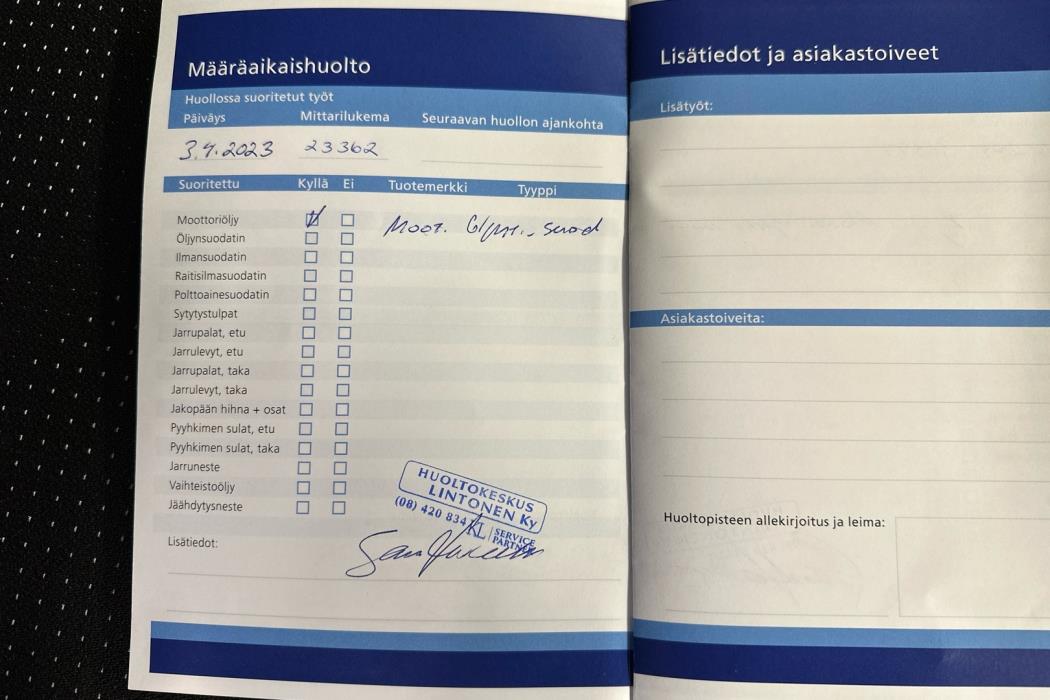 Määräaikaishuolto
Huollossa suoritetut työt
Päiväys Mittarilukema Seuraavan huollon ajankohta
3.4.2023 23362
Suoritettu Kyllä Ei Tuotemerkki Tyyppi
Moottoriöljy Moot. suod
Öljynsuodatin
Ilmansuodatin
Raitisilmasuodatin
Polttoainesuodatin
Sytytystulpat
Jarrupalat, etu
Jarrulevyt, etu
Jarrupalat, taka
Jarrulevyt, taka
Jakopään hihna + osat
Pyyhkimen sulat, etu
Pyyhkimen sulat, taka
Jarruneste
Vaihteistoöljy
Jäähdytysneste
HUOLTOKESKUS
LINTONEN Ky
(08) 420 834
KL SERVICE
PARTNER
Lisätiedot:
Lisätiedot ja asiakastoiveet
Lisätyöt:
Asiakastoiveita:
Huoltopisteen allekirjoitus ja leima: